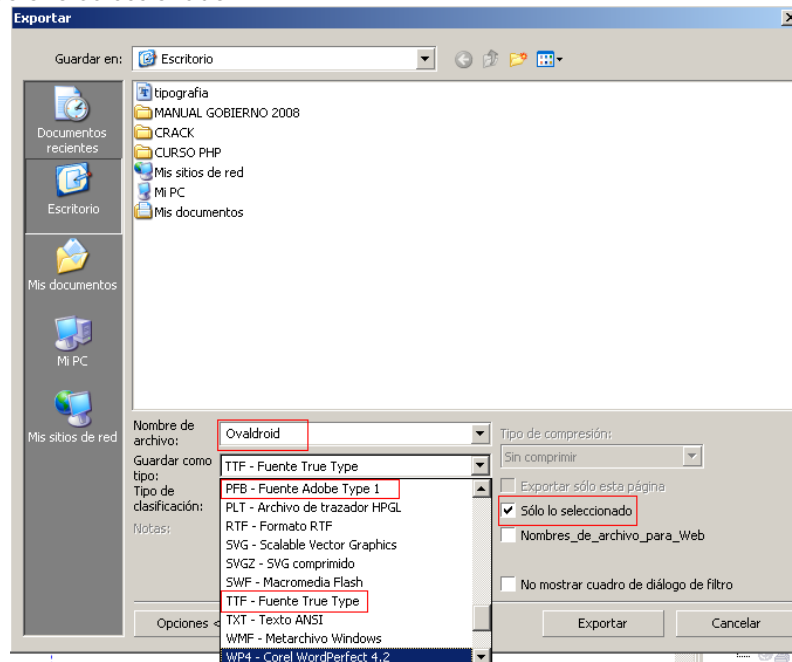 Exportar
Guardar en:
Escritorio
Documentos
recientes
Escritorio
Mis documentos
Mi PC
Mis sitios de red
tipografia
MANUAL GOBIERNO 2008
CRACK
CURSO PHP
Mis sitios de red
Mi PC
Mis documentos
Nombre de
archivo:
Ovaldroid
Guardar como
tipo:
TTF - Fuente True Type
Tipo de
clasificación:
Notas:
PFB - Fuente Adobe Type 1
PLT - Archivo de trazador HPGL
RTF - Formato RTF
SVG - Scalable Vector Graphics
SVGZ - SVG comprimido
SWF - Macromedia Flash
TTF - Fuente True Type
TXT - Texto ANSI
WMF - Metarchivo Windows
WP4 - Corel WordPerfect 4.2
Tipo de compresión:
Sin comprimir
Exportar sólo esta página
Sólo lo seleccionado
Nombres_de_archivo_para_Web
No mostrar cuadro de diálogo de filtro
Opciones <
Exportar
Cancelar